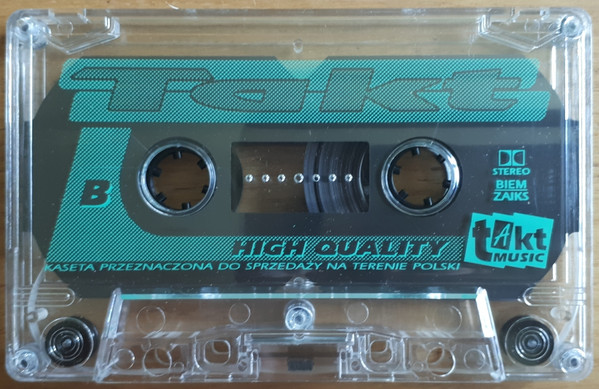 Takt
B
STEREO
BIEM
ZAIKS
HIGH QUALITY
takt
MUSIC
KASETA PRZEZNACZONA DO SPRZEDAŻY NA TERENIE POLSKI